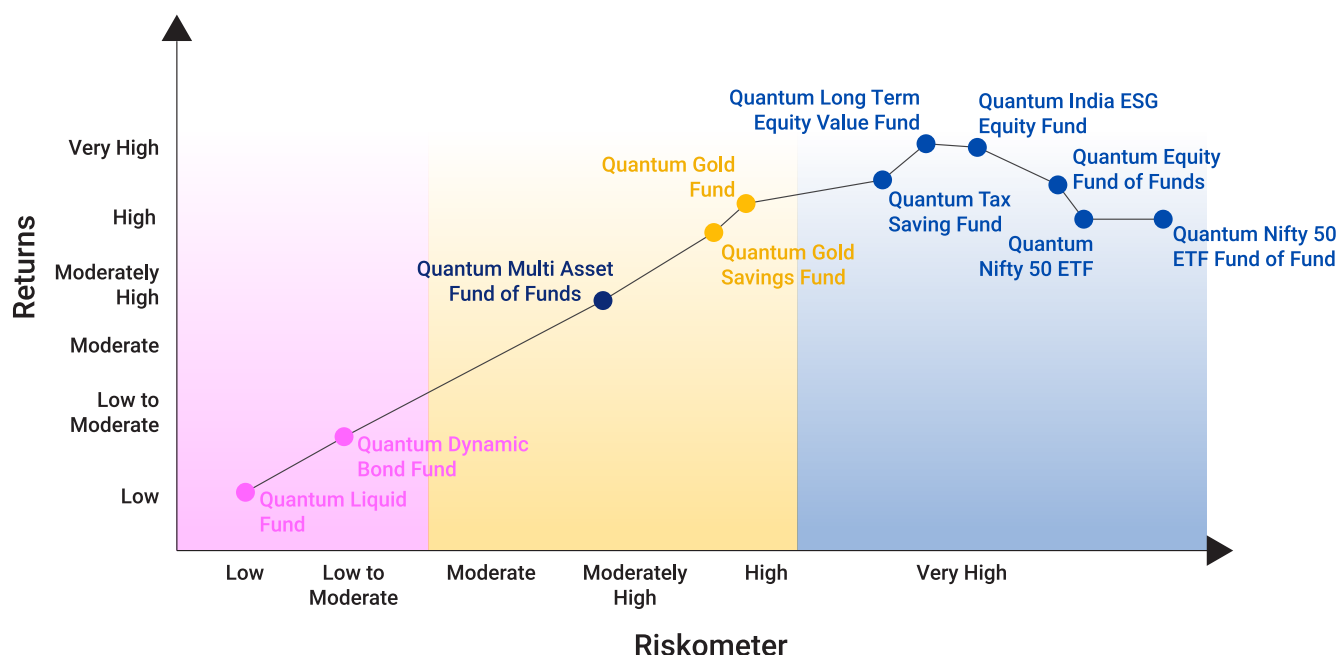 Quantum Long Term
Equity Value Fund
Quantum India ESG
Equity Fund
Very High
Quantum Gold
Fund
Quantum Equity
Fund of Funds
High
Quantum Tax
Saving Fund
Quantum
Nifty 50 ETF
Quantum Nifty 50
ETF Fund of Fund
Returns
Moderately
High
Quantum Multi Asset
Fund of Funds
Quantum Gold
Savings Fund
Moderate
Low to
Moderate
Quantum Dynamic
Bond Fund
Low
Quantum Liquid
Fund
Low
Low to
Moderate
Moderate
Moderately
High
High
Very High
Riskometer